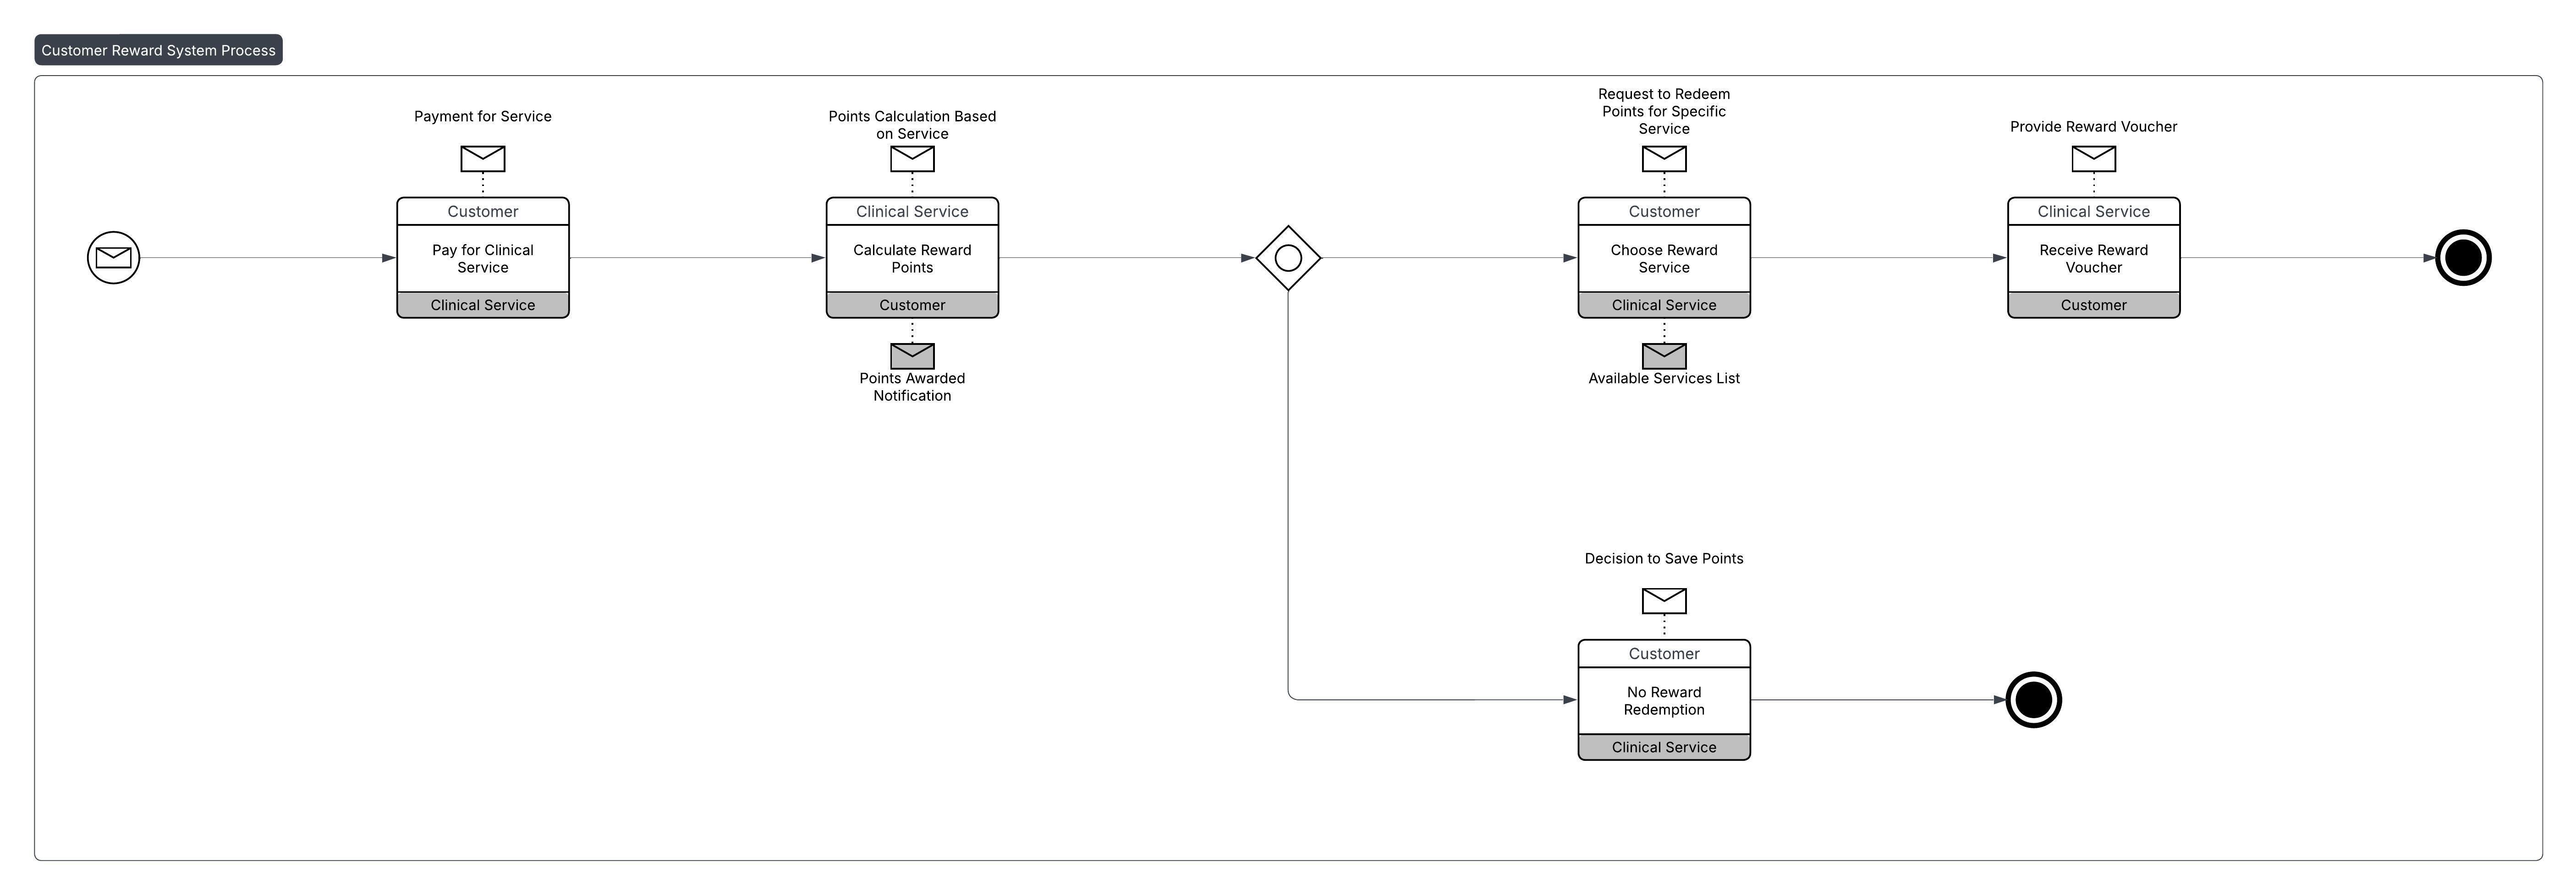 Customer Reward System Process
Payment for Service
Customer
Pay for Clinical
Service
Clinical Service
Points Calculation Based
on Service
Clinical Service
Calculate Reward
Points
Customer
Points Awarded
Notification
Request to Redeem
Points for Specific
Service
Customer
Choose Reward
Service
Clinical Service
Available Services List
Provide Reward Voucher
Clinical Service
Receive Reward
Voucher
Customer
Decision to Save Points
Customer
No Reward
Redemption
Clinical Service